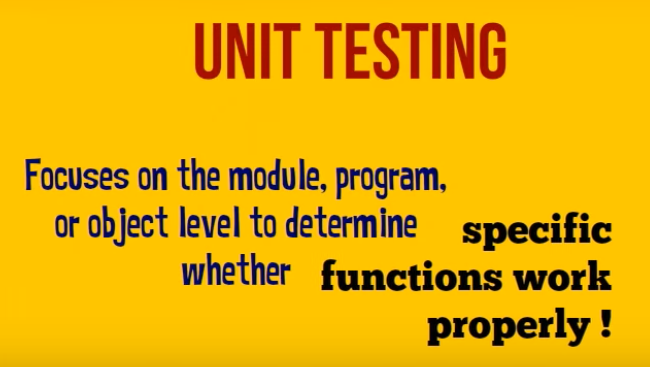 UNIT TESTING
Focuses on the module, program,
or object level to determine
whether
specific
functions work
properly !